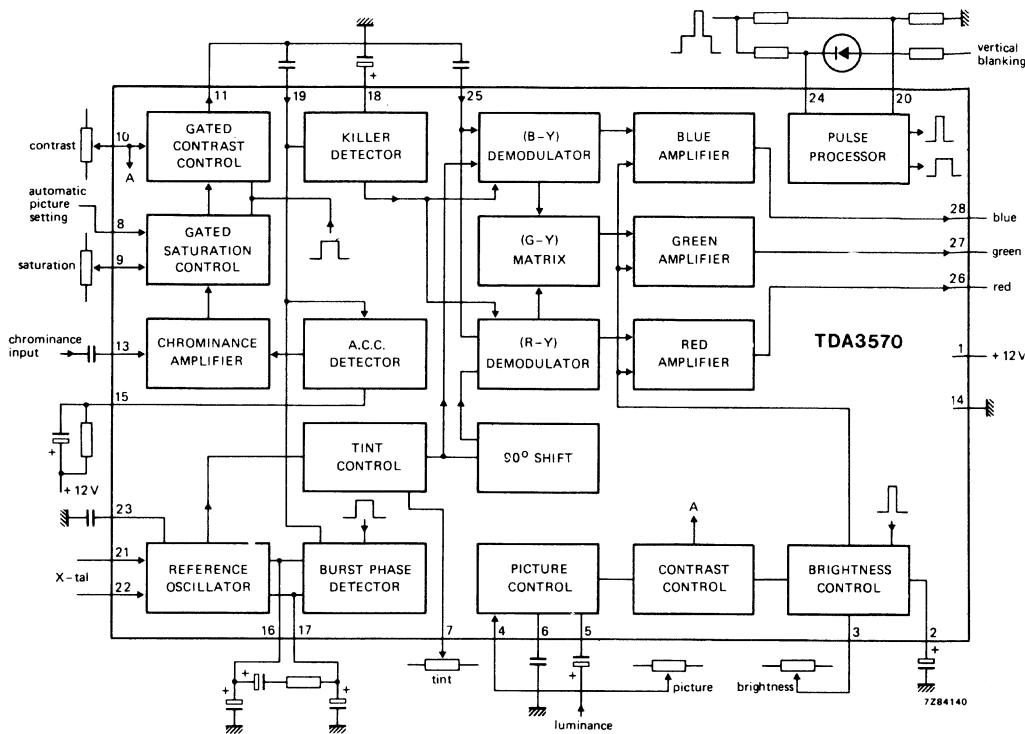 vertical
blanking
11
19
18
25
24
20
contrast
10
A
GATED
CONTRAST
CONTROL
KILLER
DETECTOR
(B-Y)
DEMODULATOR
BLUE
AMPLIFIER
PULSE
PROCESSOR
automatic
picture
setting
8
saturation
9
GATED
SATURATION
CONTROL
(G-Y)
MATRIX
GREEN
AMPLIFIER
28
blue
27
green
26
red
chrominance
input
13
CHROMINANCE
AMPLIFIER
A.C.C.
DETECTOR
(R-Y)
DEMODULATOR
RED
AMPLIFIER
TDA3570
1
+ 12 V
14
15
+
+ 12 V
TINT
CONTROL
90° SHIFT
23
X-tal
21
22
REFERENCE
OSCILLATOR
BURST PHASE
DETECTOR
PICTURE
CONTROL
A
CONTRAST
CONTROL
BRIGHTNESS
CONTROL
16
17
7
4
6
5
3
2
+
+
+
+
+
tint
picture
brightness
luminance
7Z84140